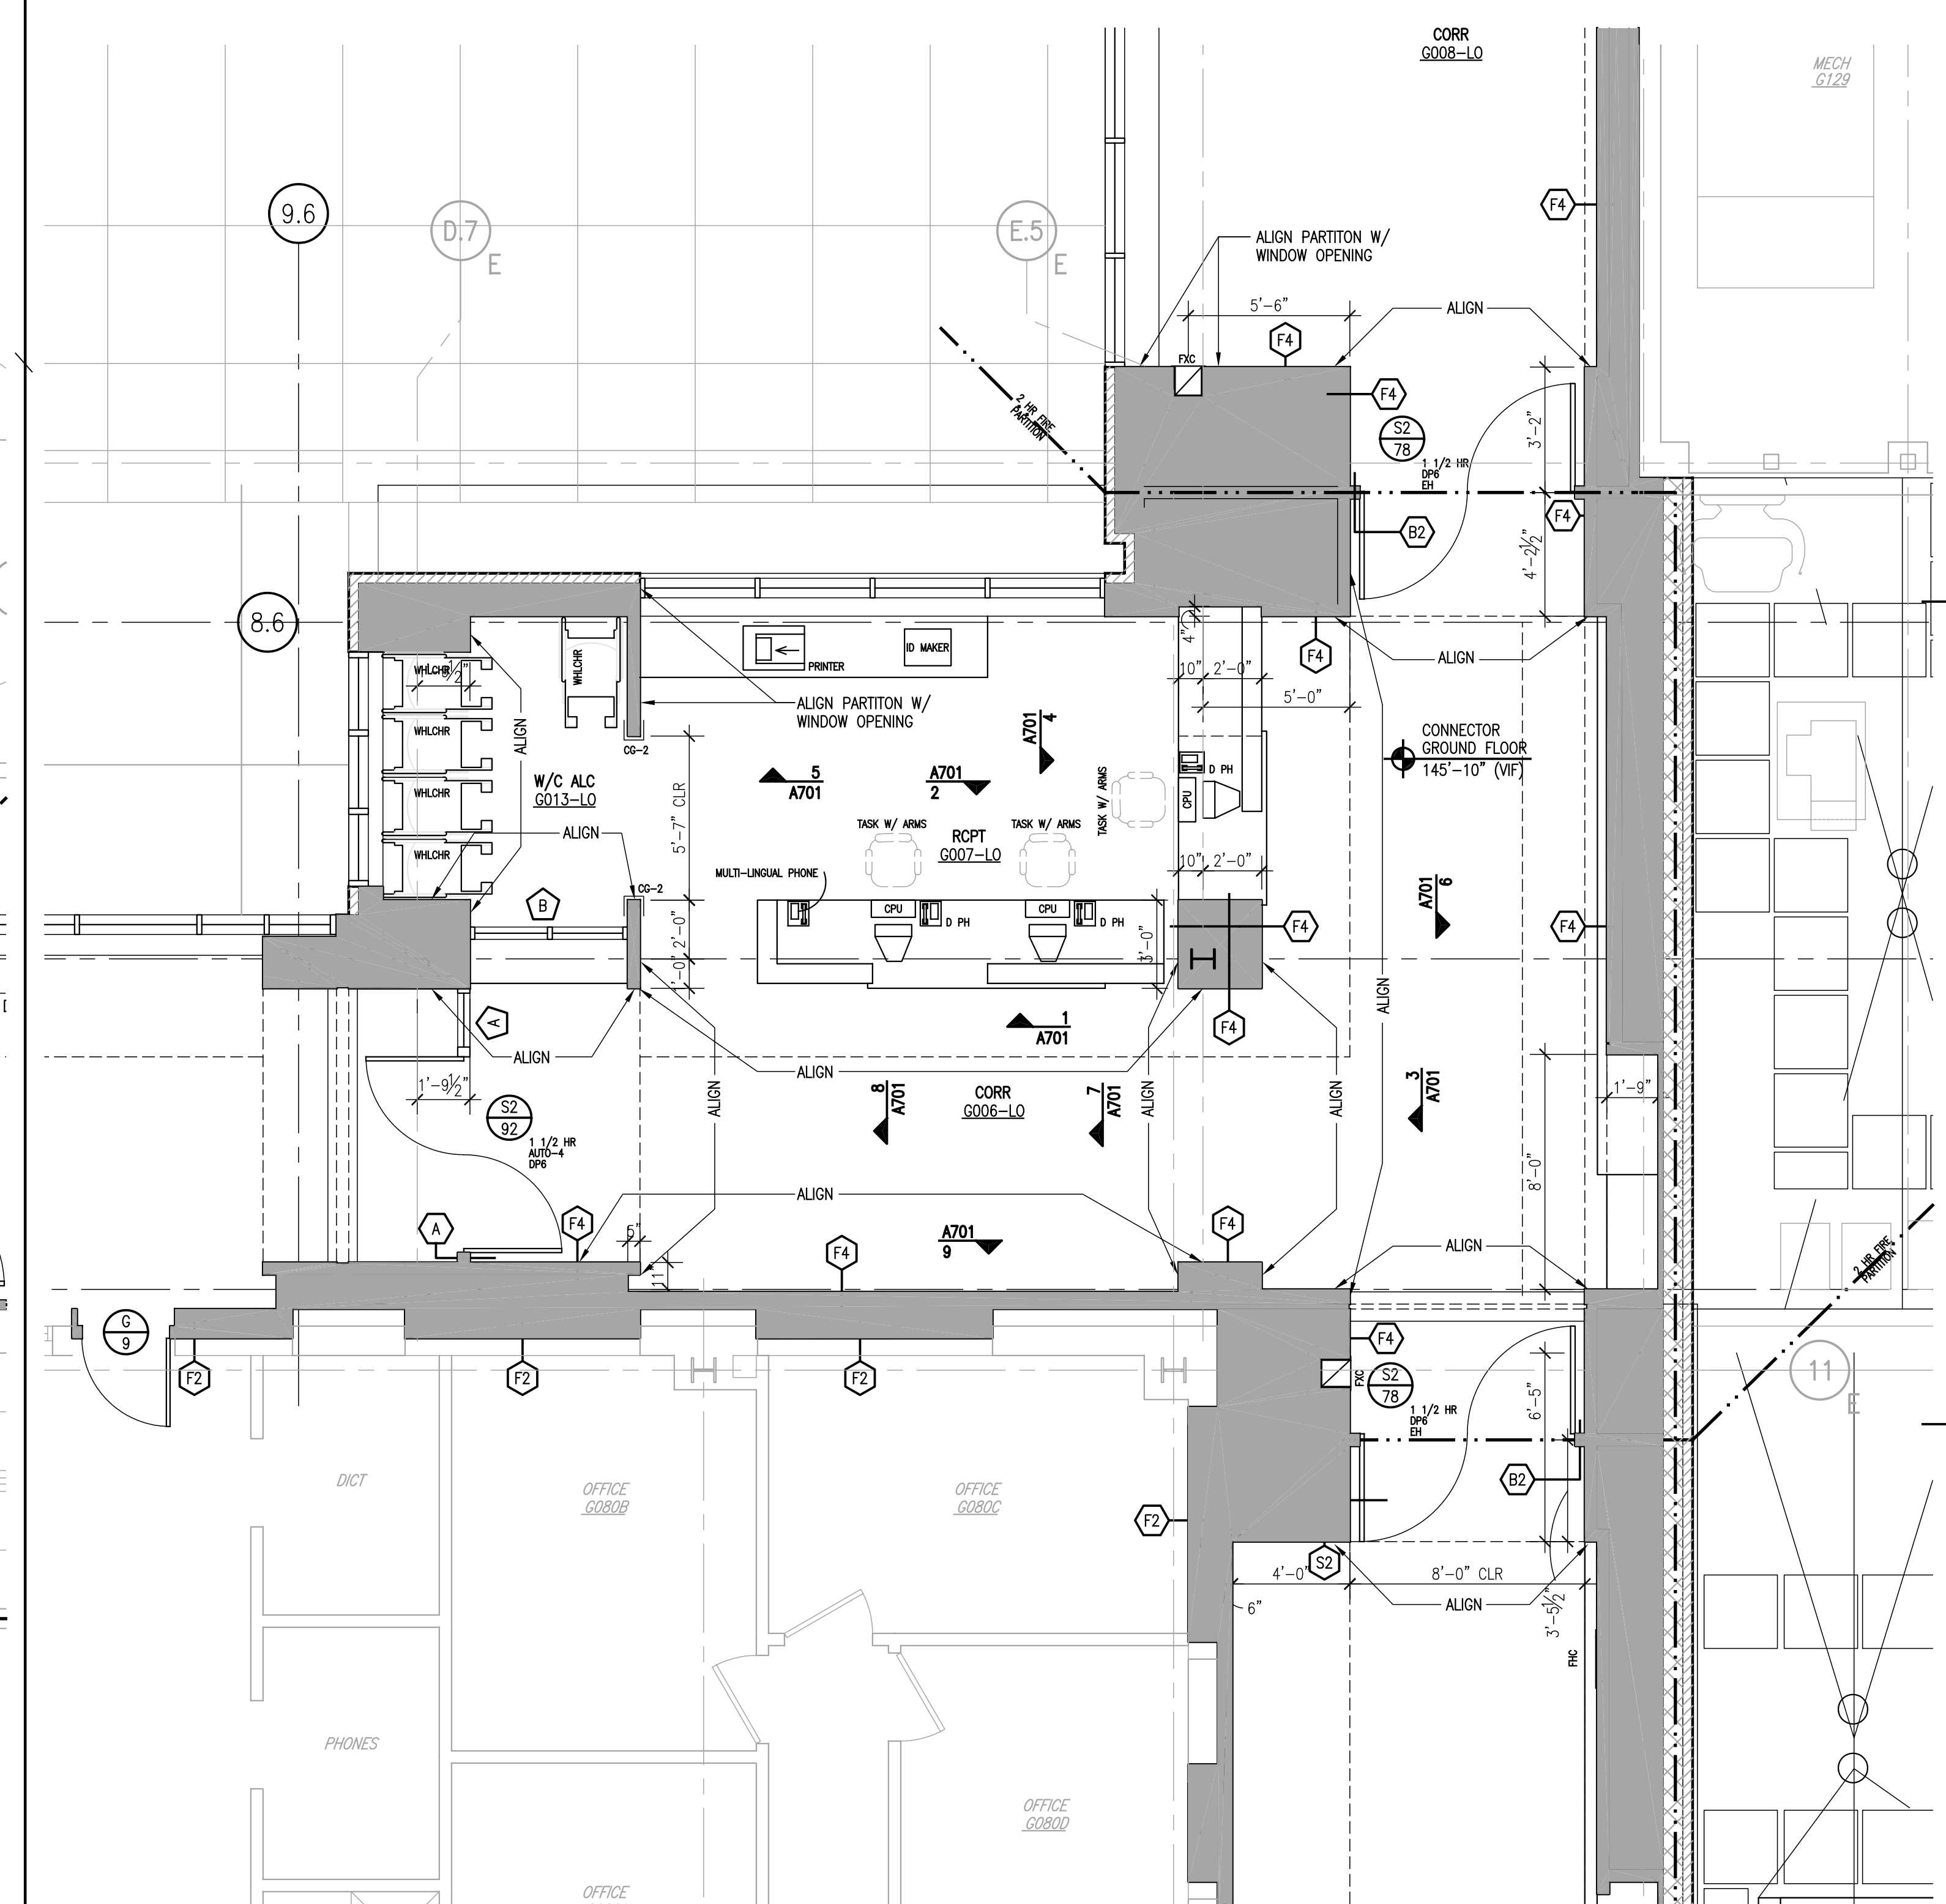 CORR
G008-LO
MECH
G129
9.6
D.7
E
E.5
E
F4
ALIGN PARTITON W/
WINDOW OPENING
5'-6"
ALIGN
F4
FXC
F4
2 HR FIRE
PARTITION
S2
78
3'-2"
1 1/2 HR
DP6
EH
F4
B2
4'-2½"
8.6
4"
F4
ALIGN
WHLCHR
WHLCHR
PRINTER
ID MAKER
10"
2'-0"
5'-0"
ALIGN PARTITON W/
WINDOW OPENING
ALIGN
WHLCHR
CG-2
A701
4
CONNECTOR
GROUND FLOOR
145'-10" (VIF)
W/C ALC
G013-LO
5
A701
A701
2
D PH
CPU
TASK W/ ARMS
WHLCHR
5'-7" CLR
ALIGN
TASK W/ ARMS
TASK W/ ARMS
RCPT
G007-LO
WHLCHR
10"
2'-0"
MULTI-LINGUAL PHONE
A701
6
CG-2
B
CPU
D PH
CPU
D PH
F4
F4
2'-0"
3'-0"
ALIGN
A
1
A701
F4
ALIGN
ALIGN
1'-9½"
S2
92
1 1/2 HR
AUTO-4
DP6
ALIGN
8
A701
CORR
G006-LO
7
A701
ALIGN
ALIGN
3
A701
1'-9"
8'-0"
ALIGN
A
F4
5"
A701
9
F4
F4
ALIGN
11"
2 HR FIRE
PARTITION
G
9
F2
F2
F2
F4
FXC
S2
78
11
E
1 1/2 HR
DP6
EH
6'-5"
DICT
OFFICE
G080B
OFFICE
G080C
B2
F2
S2
4'-0"
8'-0" CLR
6"
ALIGN
3'-5½"
FHC
PHONES
OFFICE
G080D
OFFICE